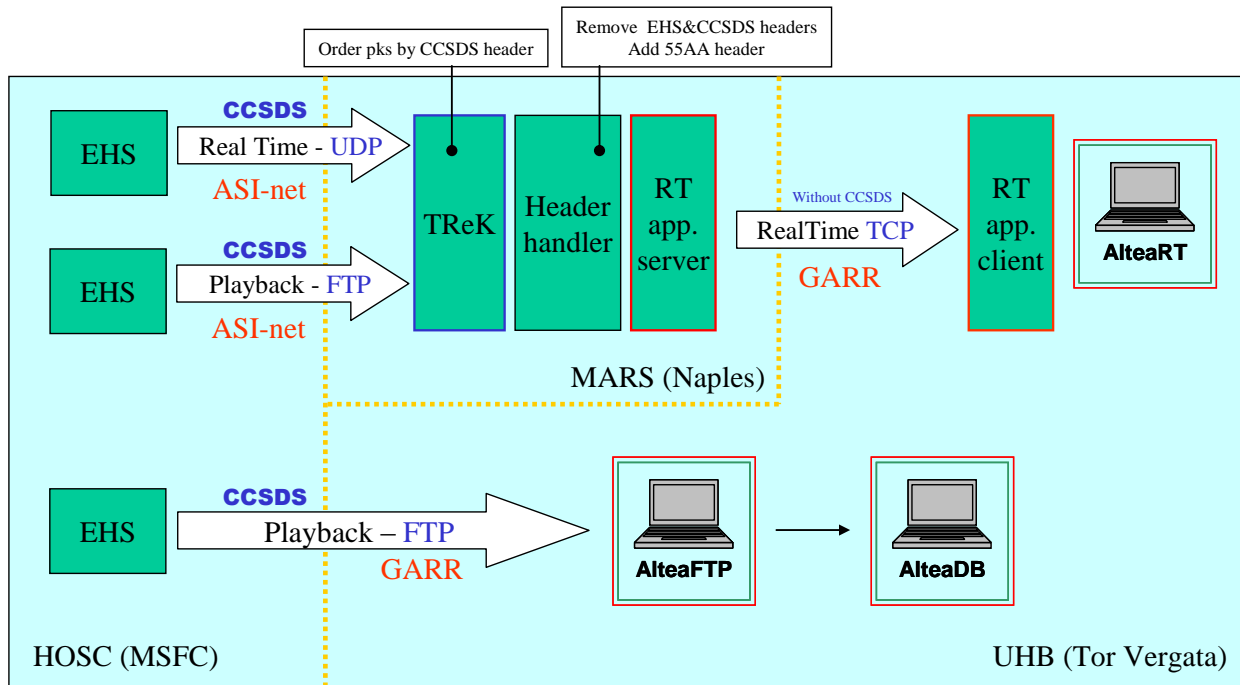 Order pks by CCSDS header
Remove EHS&CCSDS headers
Add 55AA header
EHS
CCSDS
Real Time - UDP
ASI-net
EHS
CCSDS
Playback - FTP
ASI-net
TReK
Header
handler
RT
app.
server
Without CCSDS
RealTime TCP
GARR
RT
app.
client
AlteaRT
MARS (Naples)
EHS
CCSDS
Playback – FTP
GARR
AlteaFTP
AlteaDB
HOSC (MSFC)
UHB (Tor Vergata)